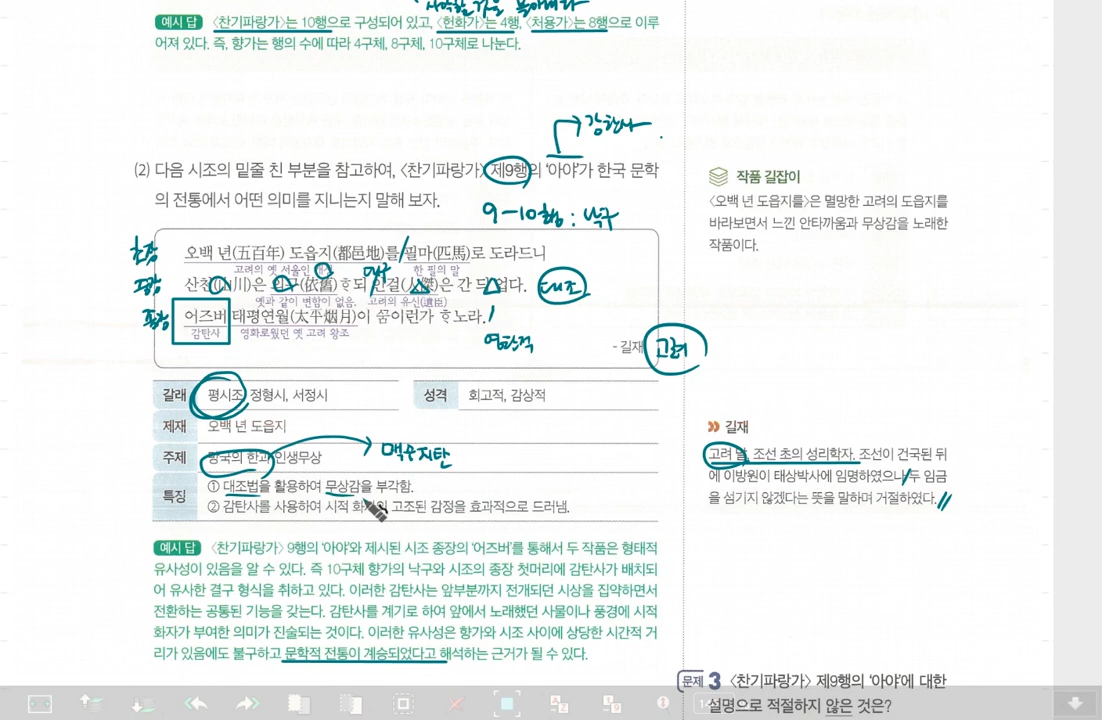 예시 답 〈찬기파랑가〉는 10행으로 구성되어 있고, 〈헌화가〉는 4행, 〈처용가〉는 8행으로 이루
어져 있다. 즉, 향가는 행의 수에 따라 4구체, 8구체, 10구체로 나눈다.
감탄사
(2) 다음 시조의 밑줄 친 부분을 참고하여, 〈찬기파랑가〉 제9행의 '아야'가 한국 문학
의 전통에서 어떤 의미를 지니는지 말해 보자.
9-10행 : 낙구
초장 오백 년(五百年) 도읍지(都邑地)를/필마(匹馬)로 도라드니
고려의 옛 서울인 개성 한 필의 말
중장 산천(山川)은 의구(依舊)ᄒᆞ되 인걸(人傑)은 간 듸 업다. 대조
옛과 같이 변함이 없음. 고려의 유신(遺臣)
종장 어즈버 태평연월(太平烟月)이 ᄭᅮᆷ이런가 ᄒᆞ노라.
감탄사 영화로웠던 옛 고려 왕조
영탄적
- 길재 고려
갈래 평시조, 정형시, 서정시 성격 회고적, 감상적
제재 오백 년 도읍지
주제 망국의 한과 인생무상 맥수지탄
특징 ① 대조법을 활용하여 무상감을 부각함.
② 감탄사를 사용하여 시적 화자의 고조된 감정을 효과적으로 드러냄.
예시 답 〈찬기파랑가〉 9행의 '아야'와 제시된 시조 종장의 '어즈버'를 통해서 두 작품은 형태적
유사성이 있음을 알 수 있다. 즉 10구체 향가의 낙구와 시조의 종장 첫머리에 감탄사가 배치되
어 유사한 결구 형식을 취하고 있다. 이러한 감탄사는 앞부분까지 전개되던 시상을 집약하면서
전환하는 공통된 기능을 갖는다. 감탄사를 계기로 하여 앞에서 노래했던 사물이나 풍경에 시적
화자가 부여한 의미가 진술되는 것이다. 이러한 유사성은 향가와 시조 사이에 상당한 시간적 거
리가 있음에도 불구하고 문학적 전통이 계승되었다고 해석하는 근거가 될 수 있다.
작품 길잡이
〈오백 년 도읍지를〉은 멸망한 고려의 도읍지를
바라보면서 느낀 안타까움과 무상감을 노래한
작품이다.
길재
고려 말, 조선 초의 성리학자. 조선이 건국된 뒤
에 이방원이 태상박사에 임명하였으나 두 임금
을 섬기지 않겠다는 뜻을 말하며 거절하였다.
문제 3 〈찬기파랑가〉 제9행의 '아야'에 대한
설명으로 적절하지 않은 것은?